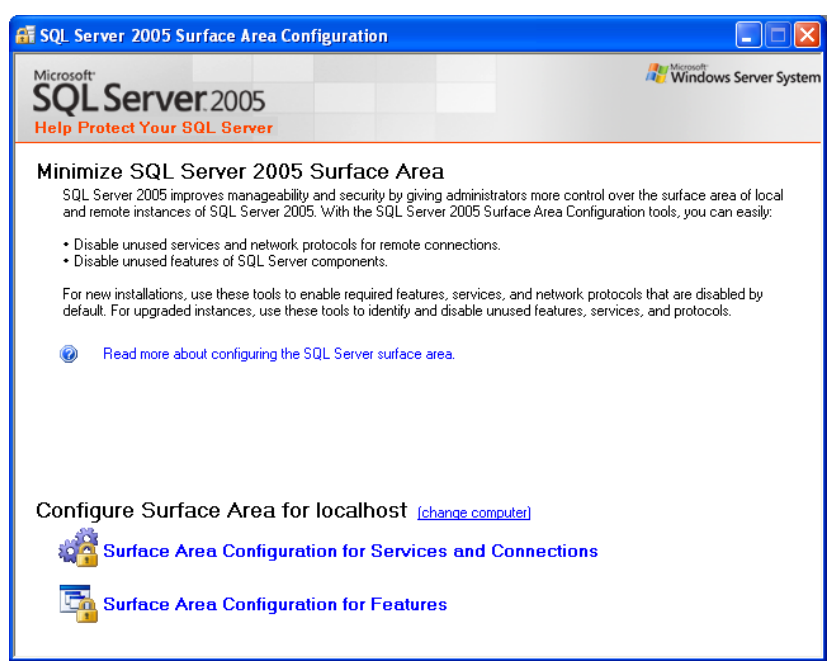 SQL Server 2005 Surface Area Configuration
Microsoft
SQL Server 2005
Help Protect Your SQL Server
Microsoft
Windows Server System
Minimize SQL Server 2005 Surface Area
SQL Server 2005 improves manageability and security by giving administrators more control over the surface area of local
and remote instances of SQL Server 2005. With the SQL Server 2005 Surface Area Configuration tools, you can easily:
• Disable unused services and network protocols for remote connections.
• Disable unused features of SQL Server components.
For new installations, use these tools to enable required features, services, and network protocols that are disabled by
default. For upgraded instances, use these tools to identify and disable unused features, services, and protocols.
Read more about configuring the SQL Server surface area.
Configure Surface Area for localhost (change computer)
Surface Area Configuration for Services and Connections
Surface Area Configuration for Features